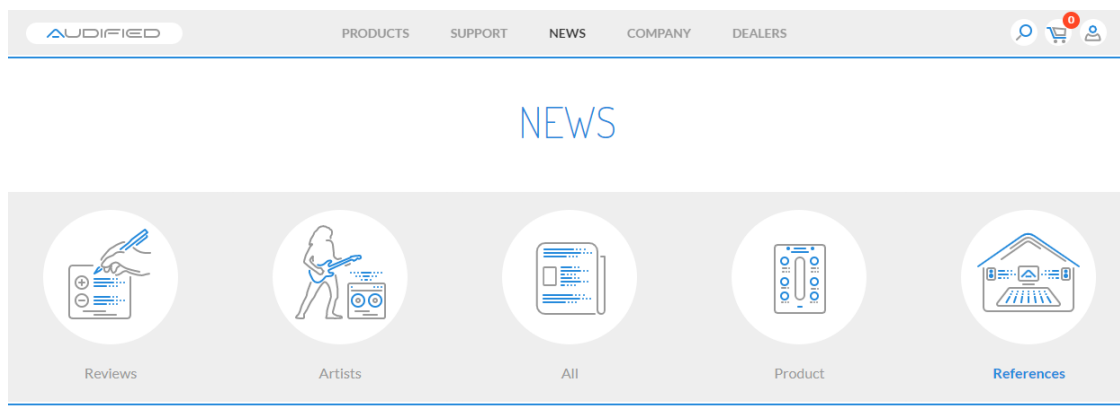 AUDIFIED PRODUCTS SUPPORT NEWS COMPANY DEALERS 0
NEWS
Reviews Artists All Product References